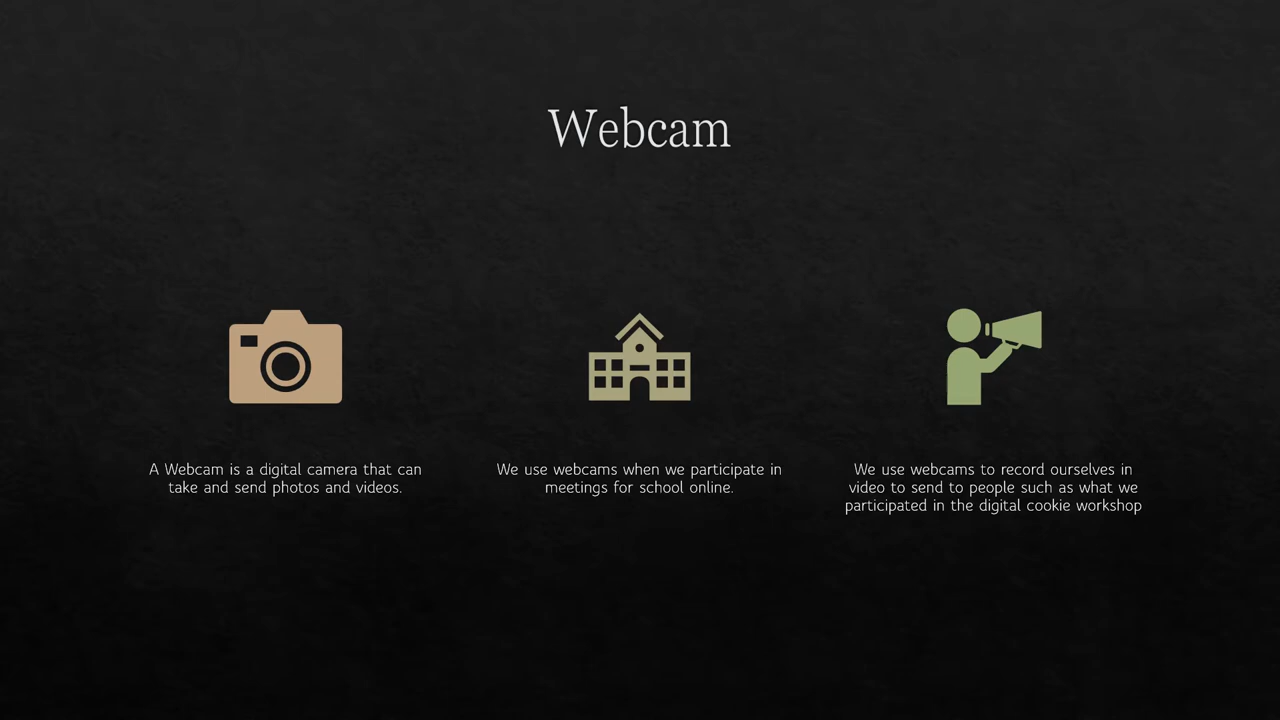 Webcam
A Webcam is a digital camera that can
take and send photos and videos.
We use webcams when we participate in
meetings for school online.
We use webcams to record ourselves in
video to send to people such as what we
participated in the digital cookie workshop